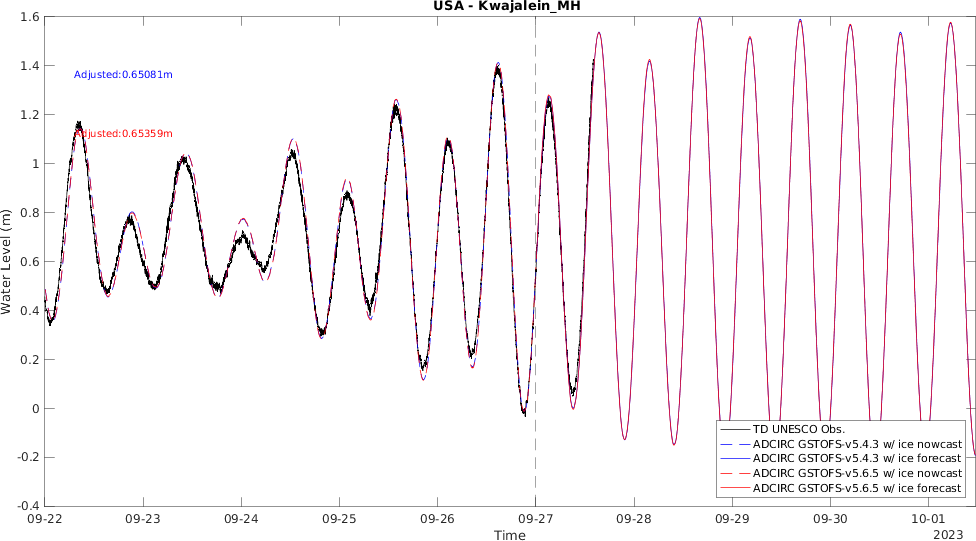 USA - Kwajalein_MH
Adjusted:0.65081m
Adjusted:0.65359m
Water Level (m)
1.6
1.4
1.2
1
0.8
0.6
0.4
0.2
0
-0.2
-0.4
TD UNESCO Obs.
ADCIRC GSTOFS-v5.4.3 w/ ice nowcast
ADCIRC GSTOFS-v5.4.3 w/ ice forecast
ADCIRC GSTOFS-v5.6.5 w/ ice nowcast
ADCIRC GSTOFS-v5.6.5 w/ ice forecast
09-22 09-23 09-24 09-25 09-26 09-27 09-28 09-29 09-30 10-01
Time
2023